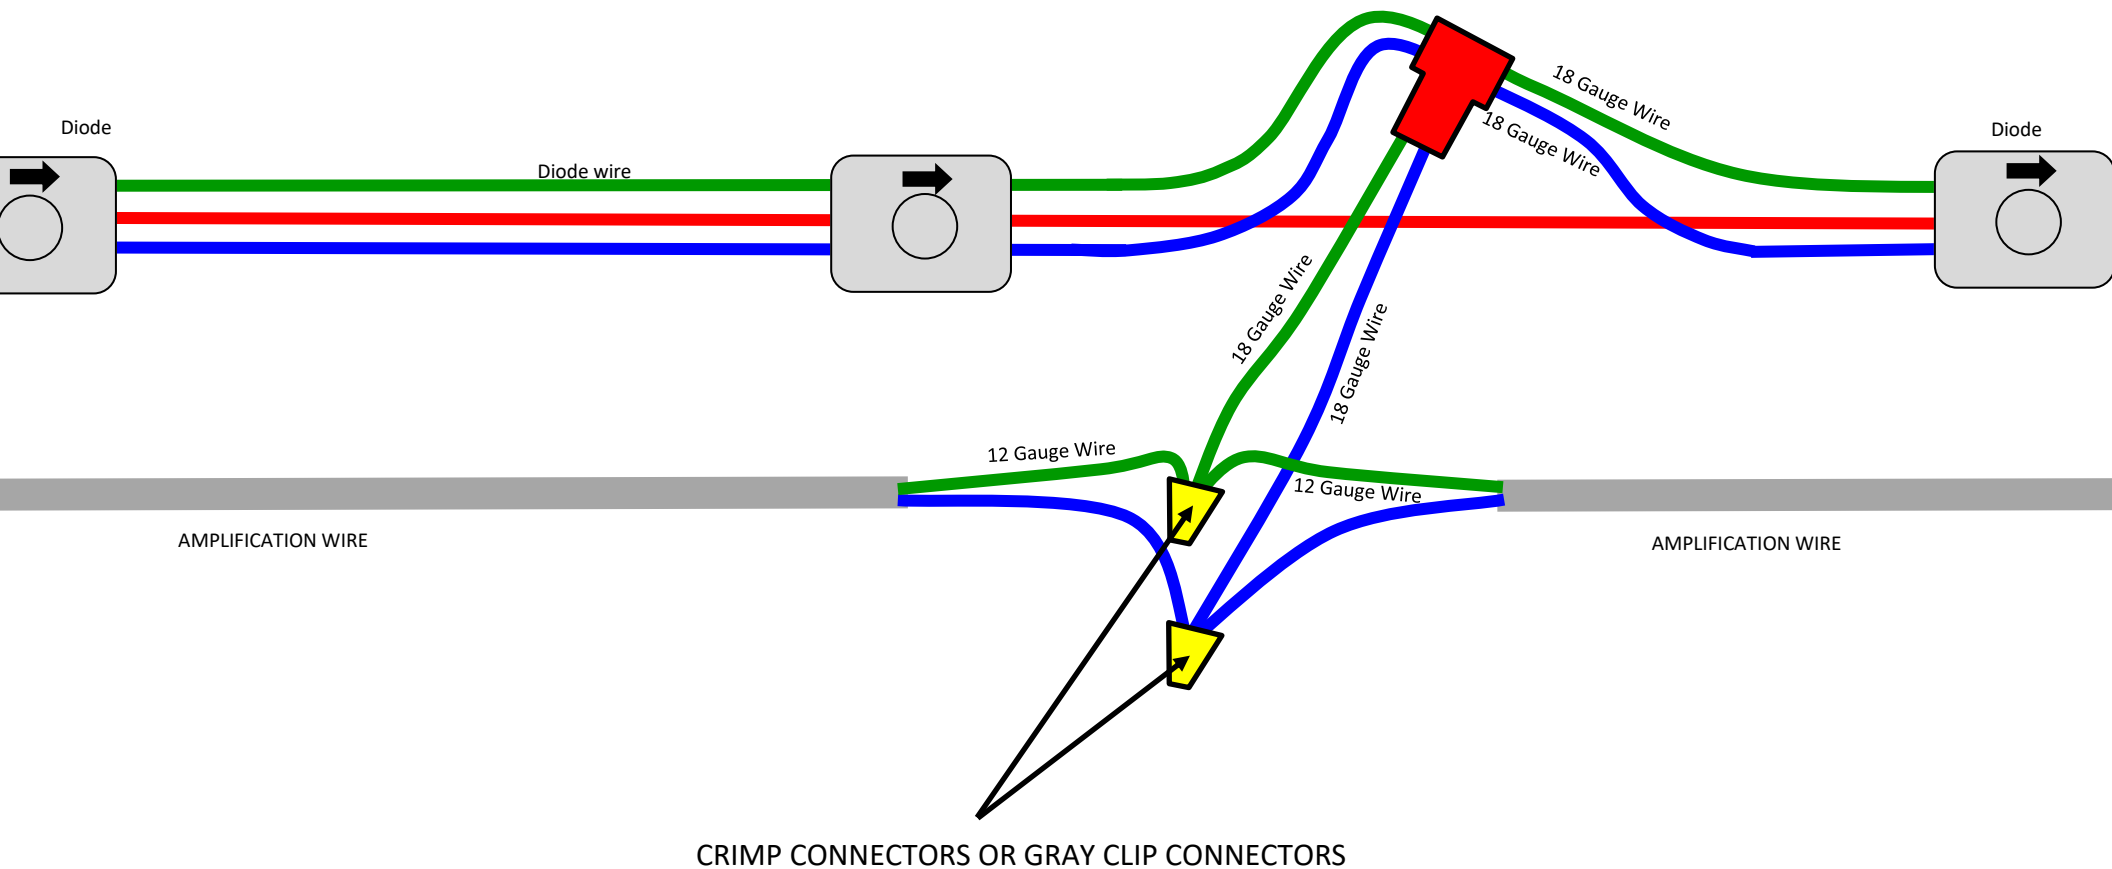 Diode
Diode wire
18 Gauge Wire
18 Gauge Wire
Diode
18 Gauge Wire
18 Gauge Wire
12 Gauge Wire
12 Gauge Wire
AMPLIFICATION WIRE
AMPLIFICATION WIRE
CRIMP CONNECTORS OR GRAY CLIP CONNECTORS